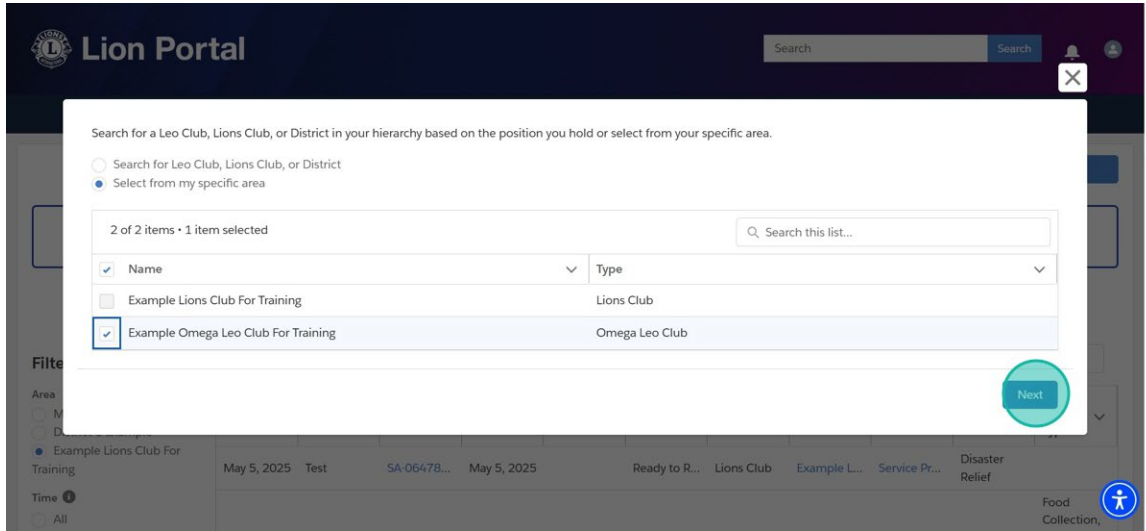 Lion Portal
Search
Search
Search for a Leo Club, Lions Club, or District in your hierarchy based on the position you hold or select from your specific area.
Search for Leo Club, Lions Club, or District
Select from my specific area
2 of 2 items • 1 item selected
Search this list...
Name
Type
Example Lions Club For Training
Lions Club
Example Omega Leo Club For Training
Omega Leo Club
Next
Filte
Area
M
Example Lions Club For
Training
May 5, 2025
Test
SA-06478...
May 5, 2025
Ready to R...
Lions Club
Example L...
Service Pr...
Disaster
Relief
Time
All
Food
Collection,